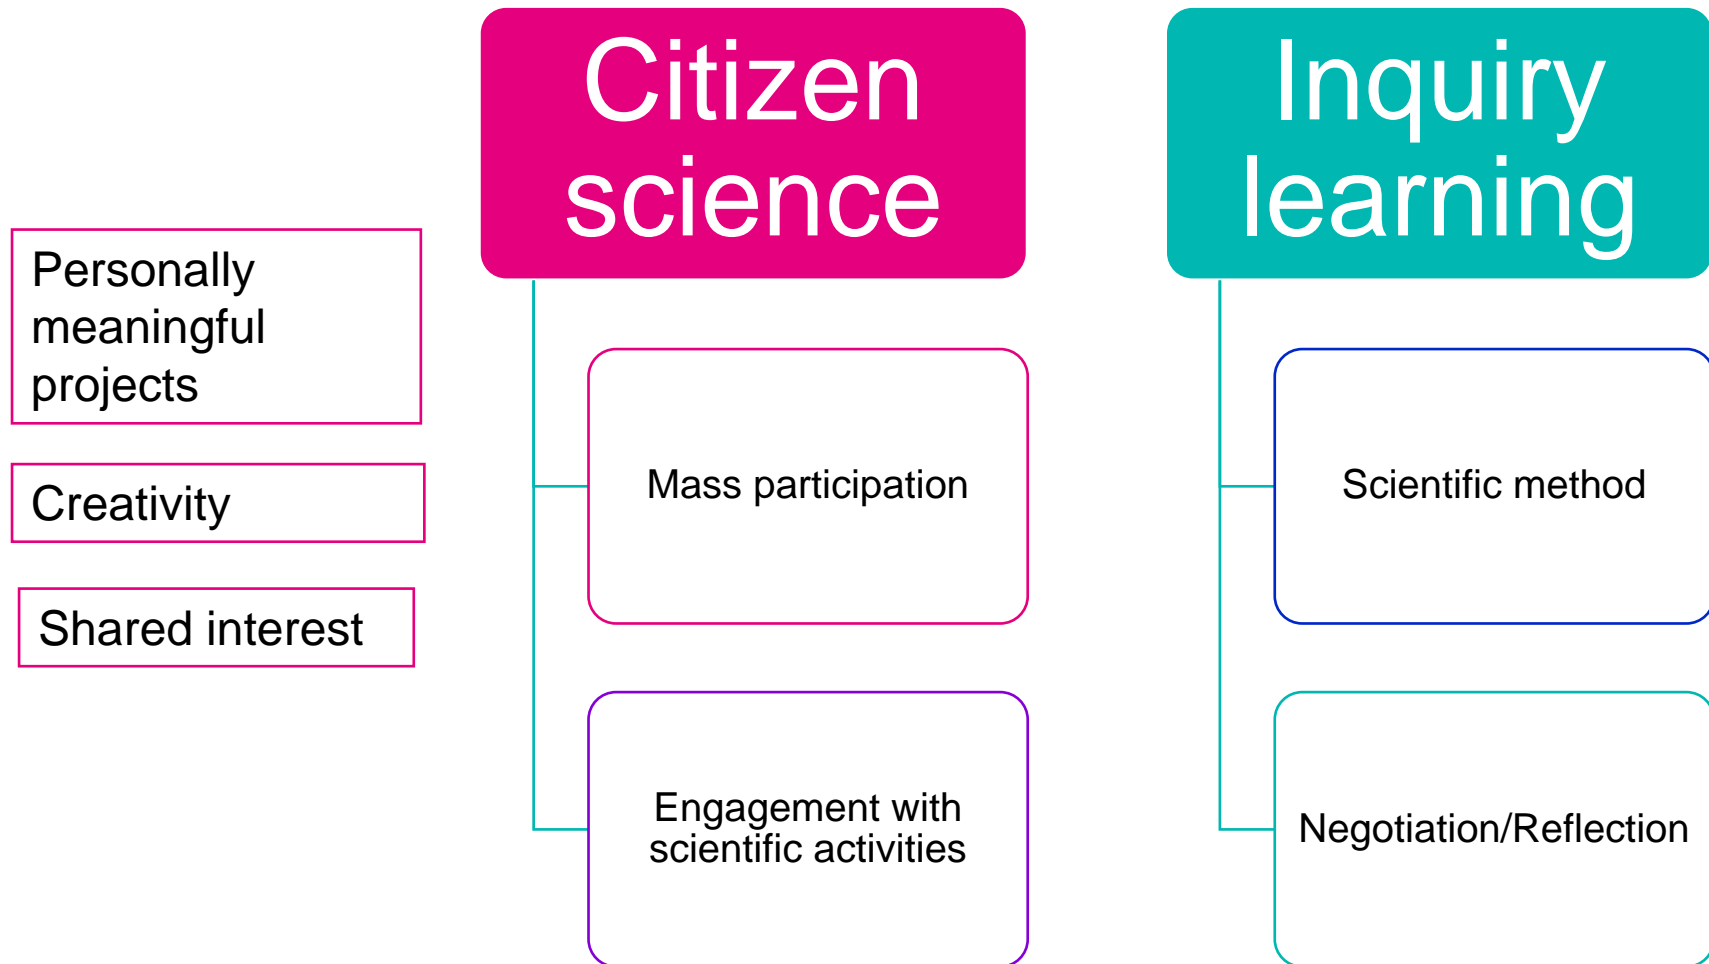 Personally
meaningful
projects
Creativity
Shared interest
Citizen
science
Mass participation
Engagement with
scientific activities
Inquiry
learning
Scientific method
Negotiation/Reflection